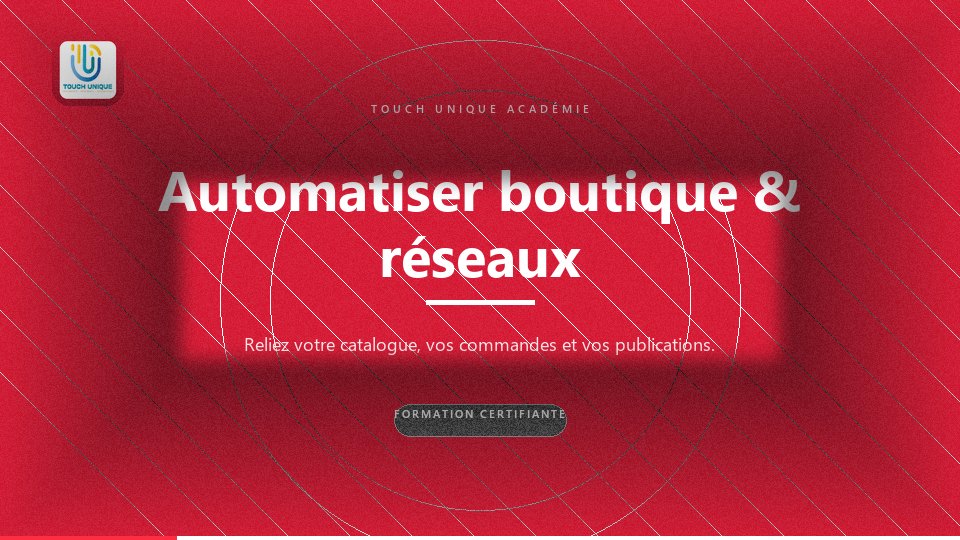 TOUCH UNIQUE
TOUCH UNIQUE ACADÉMIE
Automatiser boutique &
réseaux
Reliez votre catalogue, vos commandes et vos publications.
FORMATION CERTIFIANTE